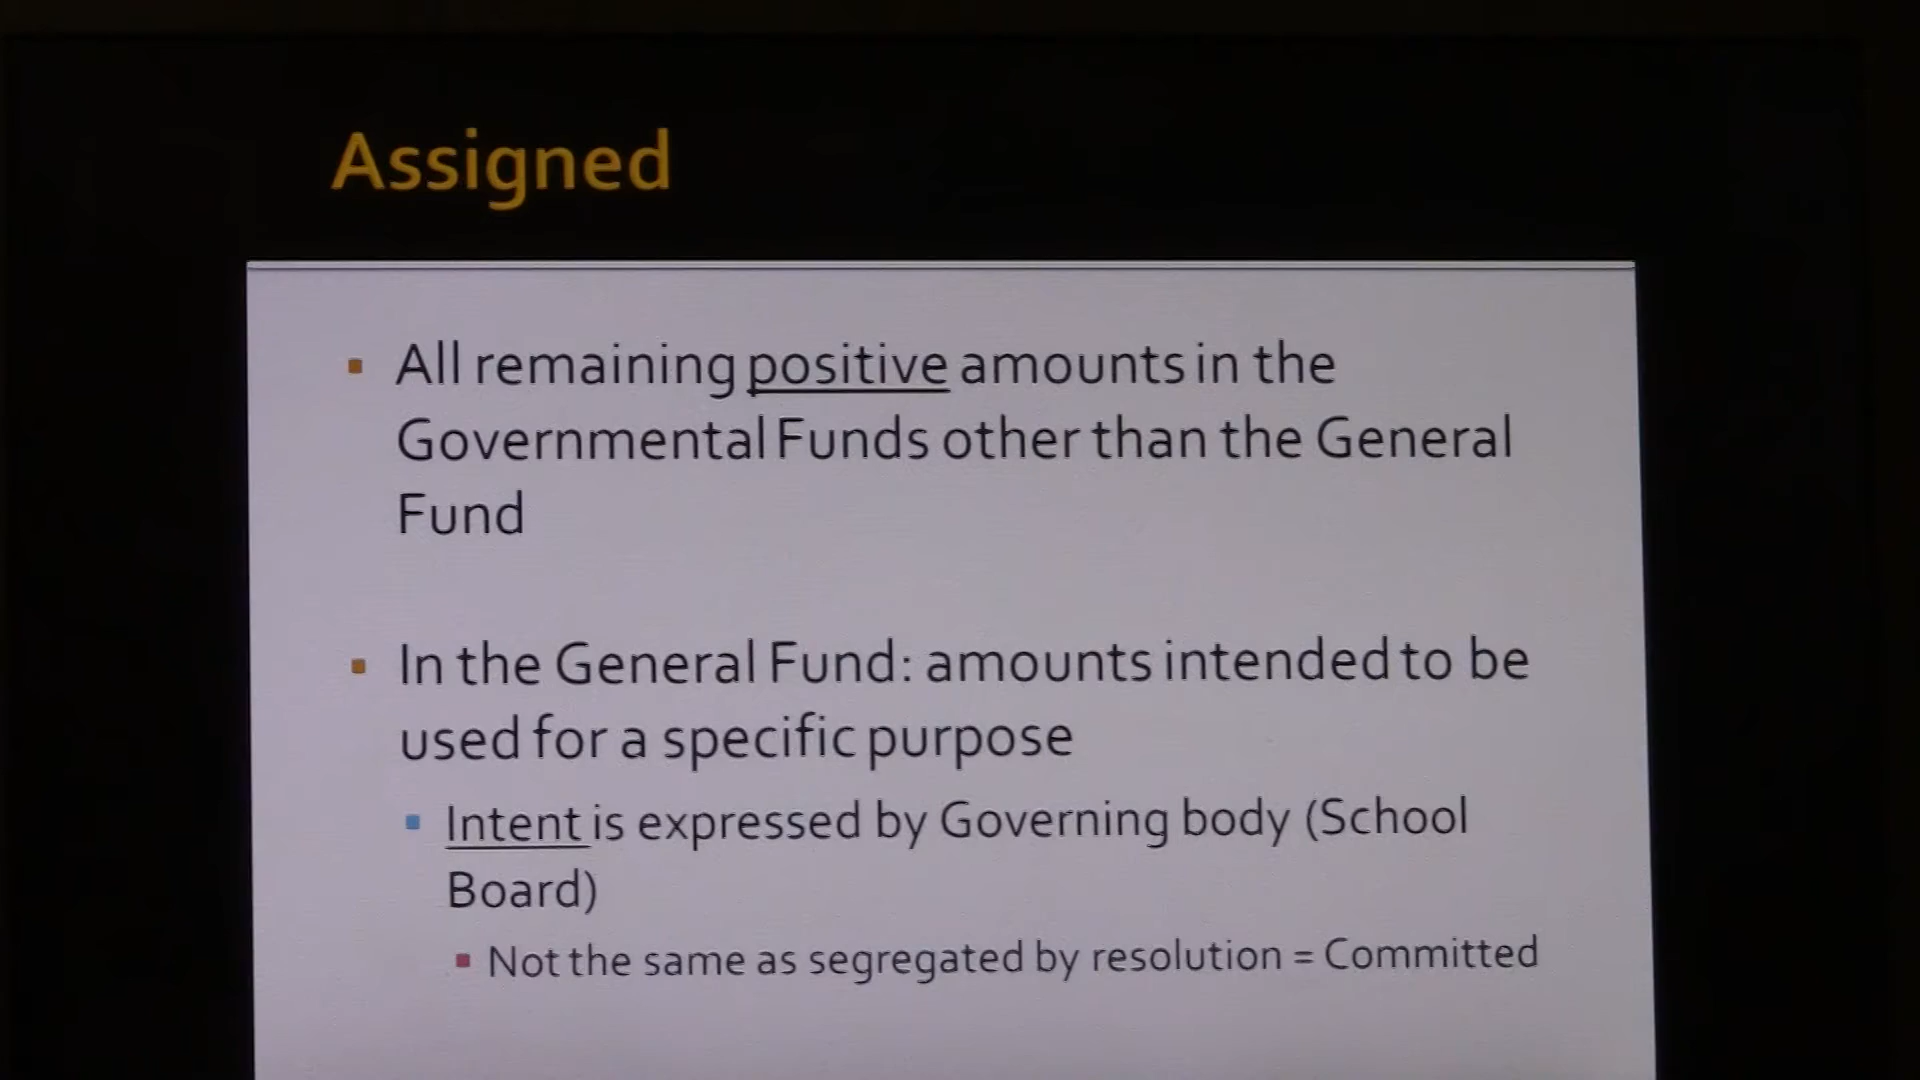 Assigned
All remaining positive amounts in the
Governmental Funds other than the General
Fund
In the General Fund: amounts intended to be
used for a specific purpose
Intent is expressed by Governing body (School
Board)
Not the same as segregated by resolution = Committed